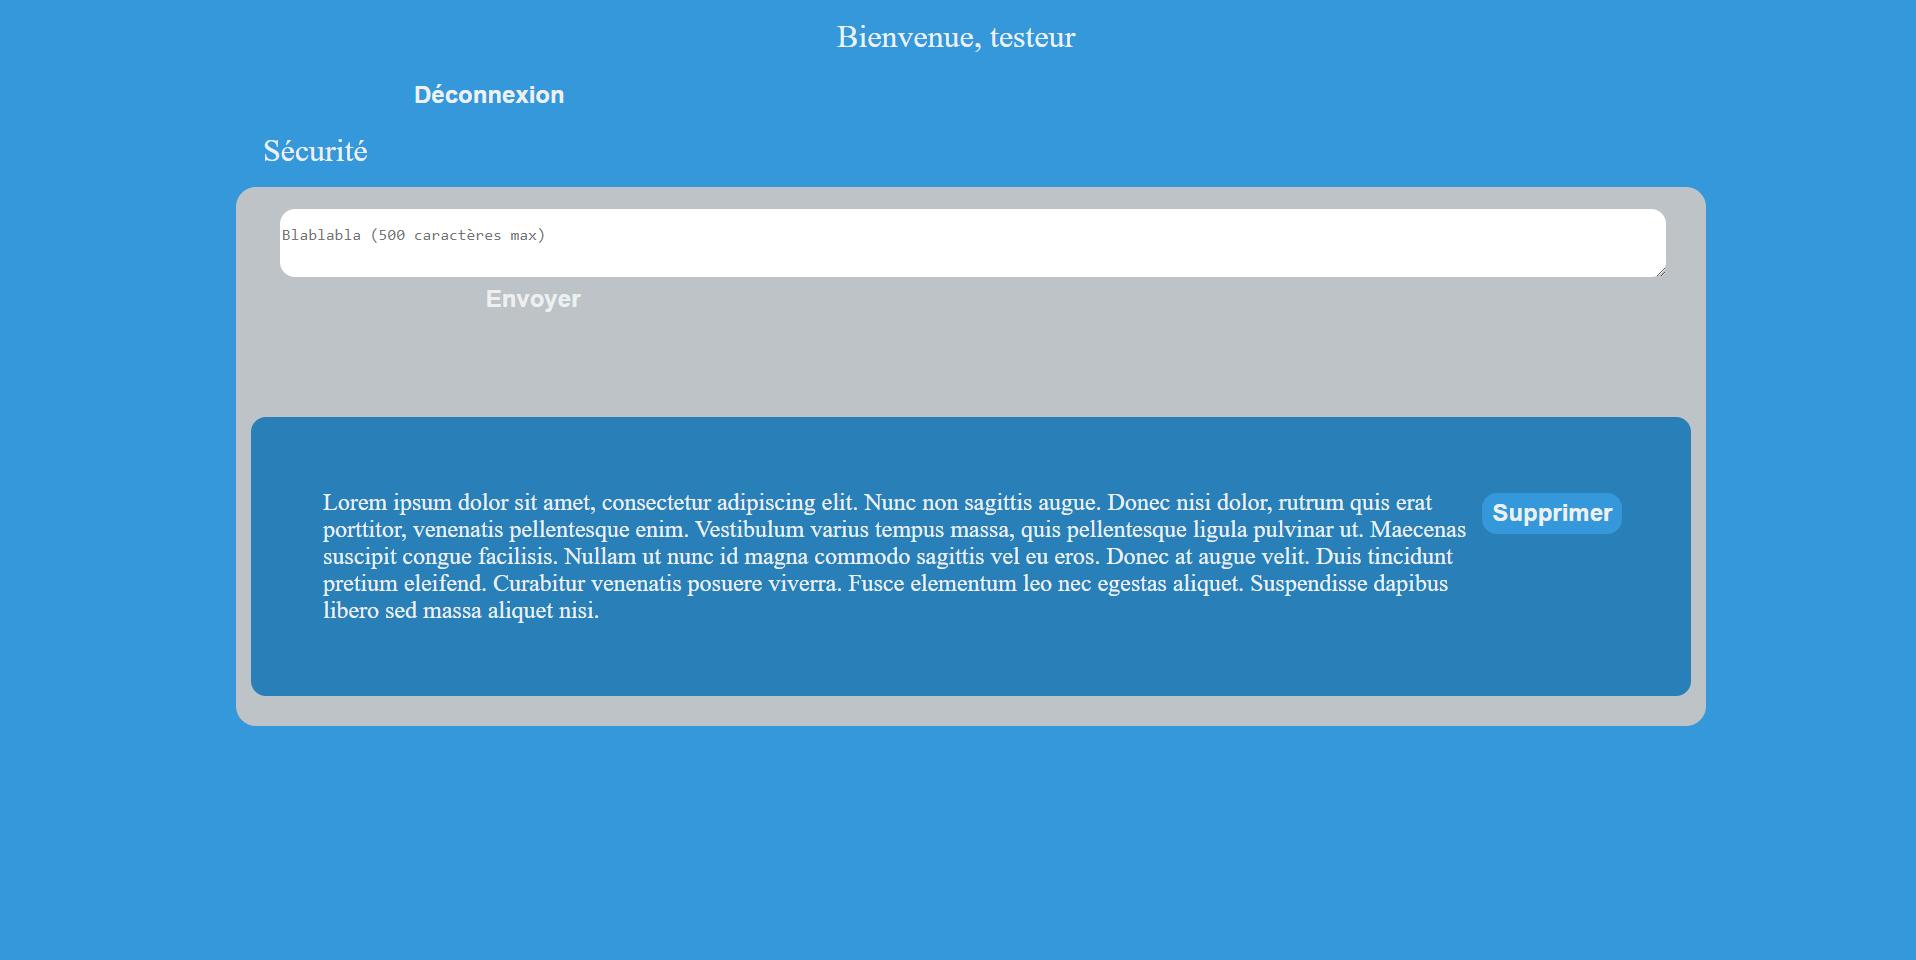 Bienvenue, testeur
Déconnexion
Sécurité
Blablabla (500 caractères max)
Envoyer
Lorem ipsum dolor sit amet, consectetur adipiscing elit. Nunc non sagittis augue. Donec nisi dolor, rutrum quis erat
porttitor, venenatis pellentesque enim. Vestibulum varius tempus massa, quis pellentesque ligula pulvinar ut. Maecenas
suscipit congue facilisis. Nullam ut nunc id magna commodo sagittis vel eu eros. Donec at augue velit. Duis tincidunt
pretium eleifend. Curabitur venenatis posuere viverra. Fusce elementum leo nec egestas aliquet. Suspendisse dapibus
libero sed massa aliquet nisi.
Supprimer